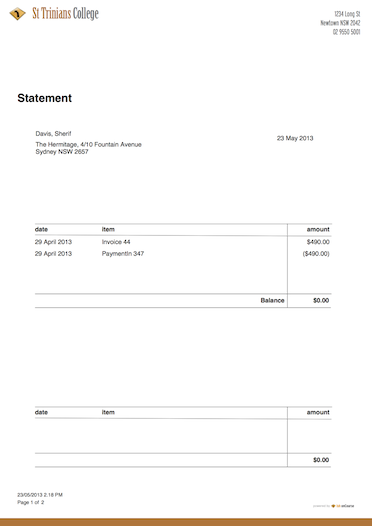 St Trinians College
1234 Long St
Newtown NSW 2042
02 9550 5001
Statement
Davis, Sherif
23 May 2013
The Hermitage, 4/10 Fountain Avenue
Sydney NSW 2657
date item amount
29 April 2013 Invoice 44 $490.00
29 April 2013 PaymentIn 347 ($490.00)
Balance $0.00
date item amount
$0.00
23/05/2013 2.18 PM
Page 1 of 2